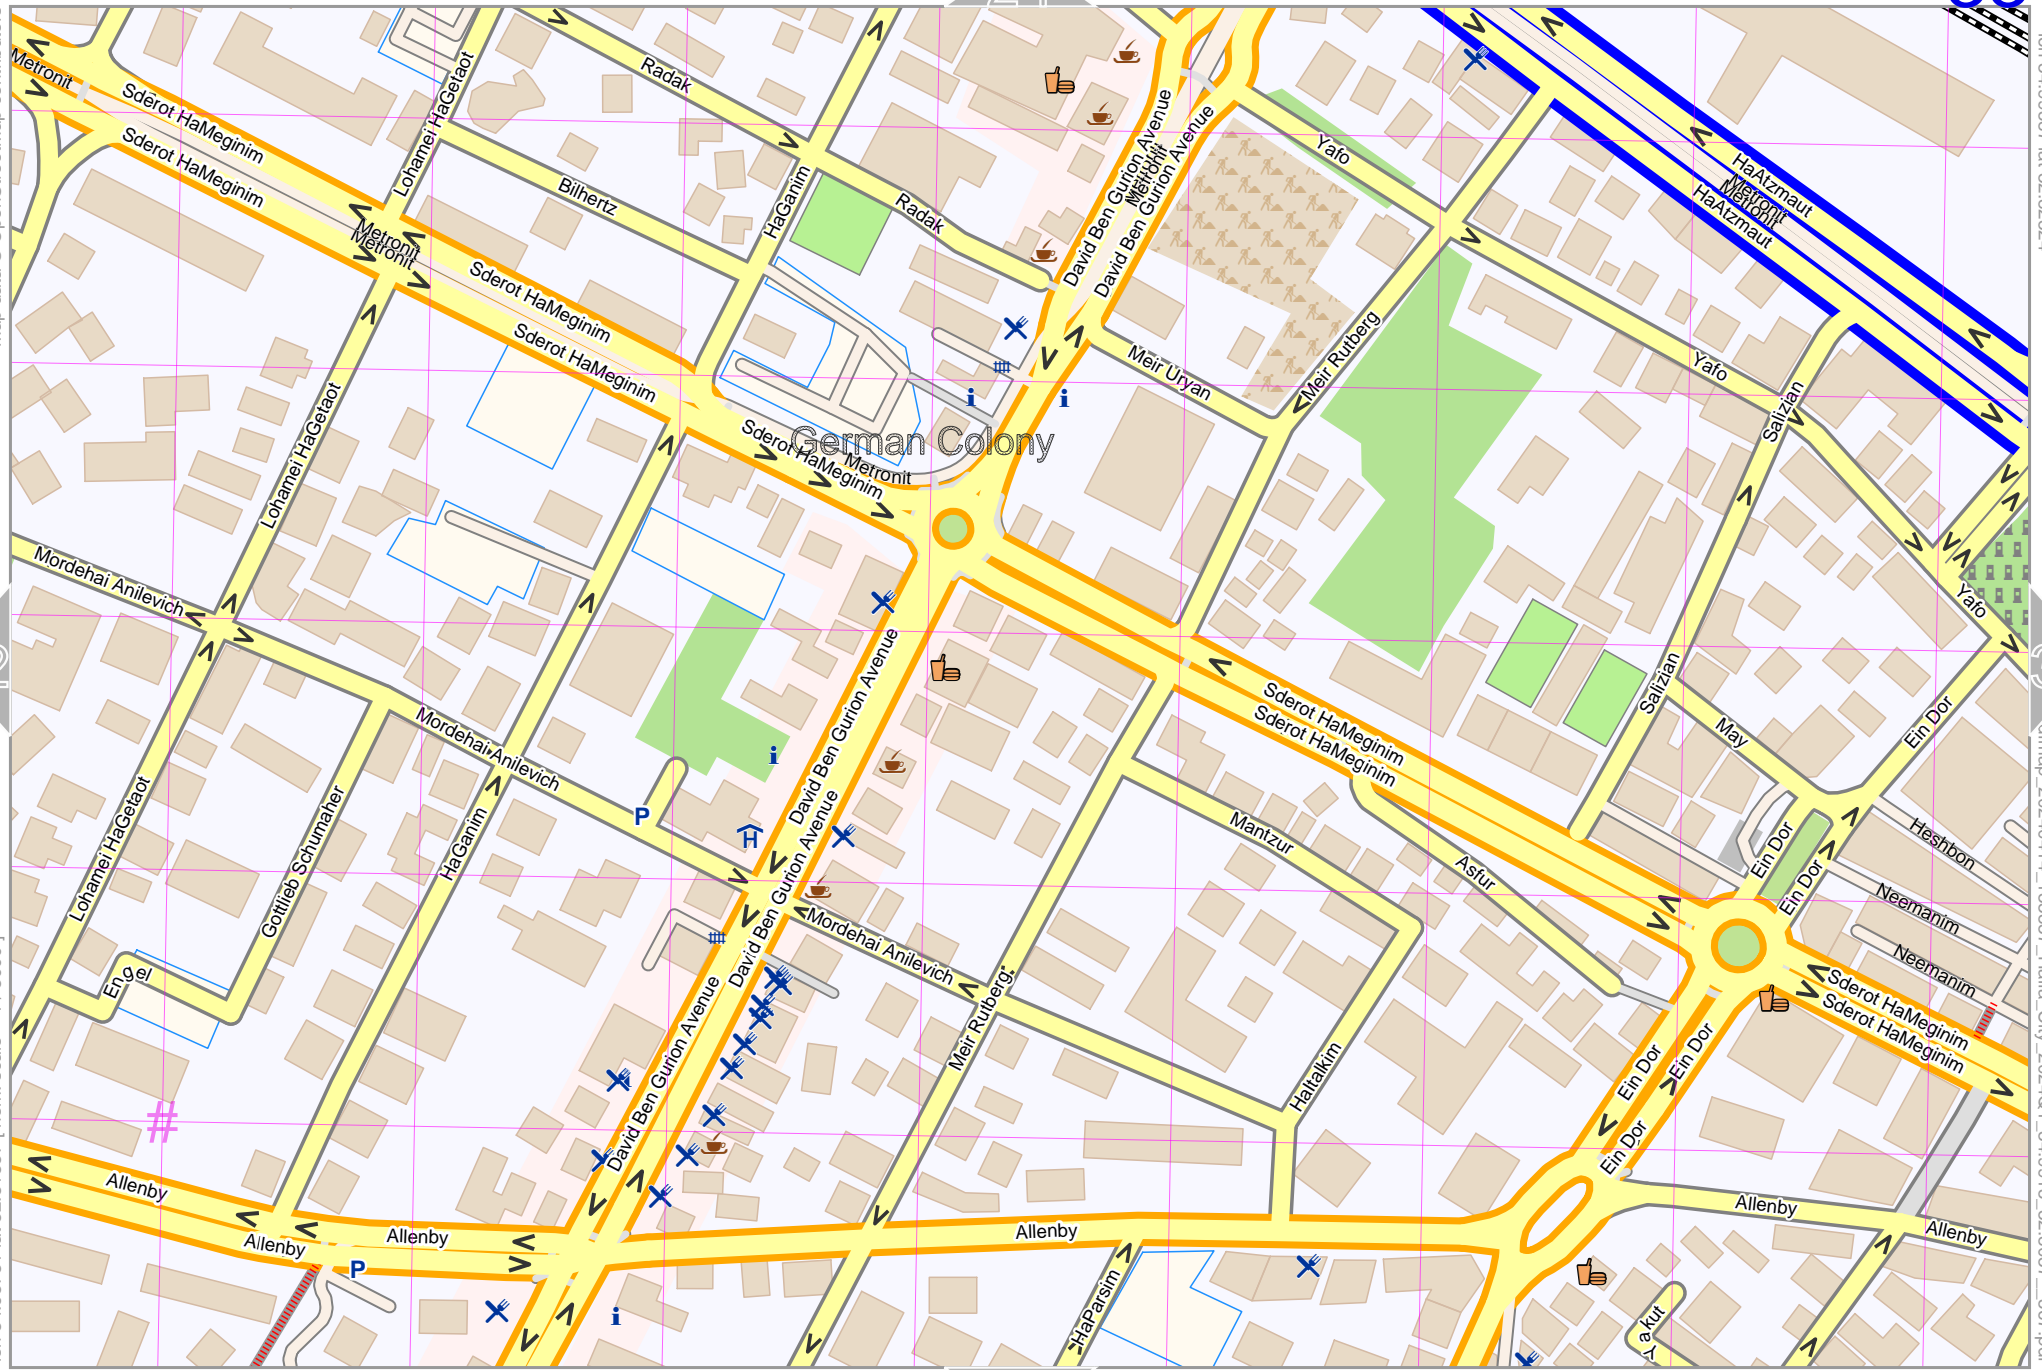 Metronit
Sderot HaMeginim
Sderot HaMeginim
Lohamei HaGetaot
Radak
Bilhertz
HaGanim
Radak
David Ben Gurion Avenue
Metronit
David Ben Gurion Avenue
Yafo
HaAtzmaut
Metronit
Metronit
HaAtzmaut
Metronit
Metronit
Sderot HaMeginim
Sderot HaMeginim
Meir Uryan
Meir Rutberg
Yafo
Salizian
German Colony
Sderot HaMeginim
Metronit
Lohamei HaGetaot
Mordehai Anilevich
Yafo
David Ben Gurion Avenue
Mordehai Anilevich
Sderot HaMeginim
Sderot HaMeginim
Salizian
May
Ein Dor
P
H
Lohamei HaGetaot
Gottlieb Schumaher
HaGanim
David Ben Gurion Avenue
Mantzur
Asfur
Ein Dor
Ein Dor
Heshbon
Neemanim
Neemanim
Mordehai Anilevich
Engel
Meir Rutberg
David Ben Gurion Avenue
Haltalkim
Ein Dor
Ein Dor
Ein Dor
Sderot HaMeginim
Sderot HaMeginim
#
Allenby
Allenby
Allenby
Allenby
Allenby
Allenby
P
HaParsim
Yakut